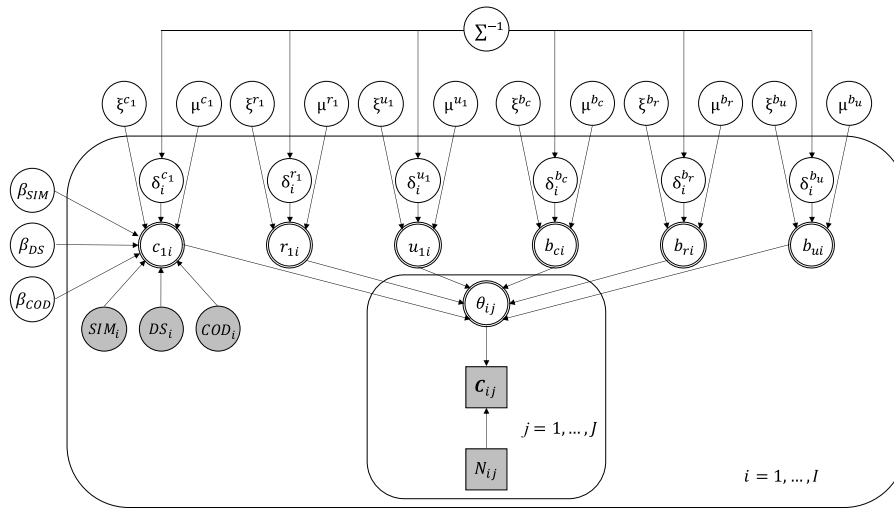 ∑⁻¹
ξ^{c₁} μ^{c₁} ξ^{r₁} μ^{r₁} ξ^{u₁} μ^{u₁} ξ^{b_c} μ^{b_c} ξ^{b_r} μ^{b_r} ξ^{b_u} μ^{b_u}
δ_i^{c₁} δ_i^{r₁} δ_i^{u₁} δ_i^{b_c} δ_i^{b_r} δ_i^{b_u}
β_{SIM}
β_{DS} c_{1i} r_{1i} u_{1i} b_{ci} b_{ri} b_{ui}
β_{COD} θ_{ij}
SIM_i DS_i COD_i
C_{ij}
j = 1, … , J
N_{ij}
i = 1, … , I